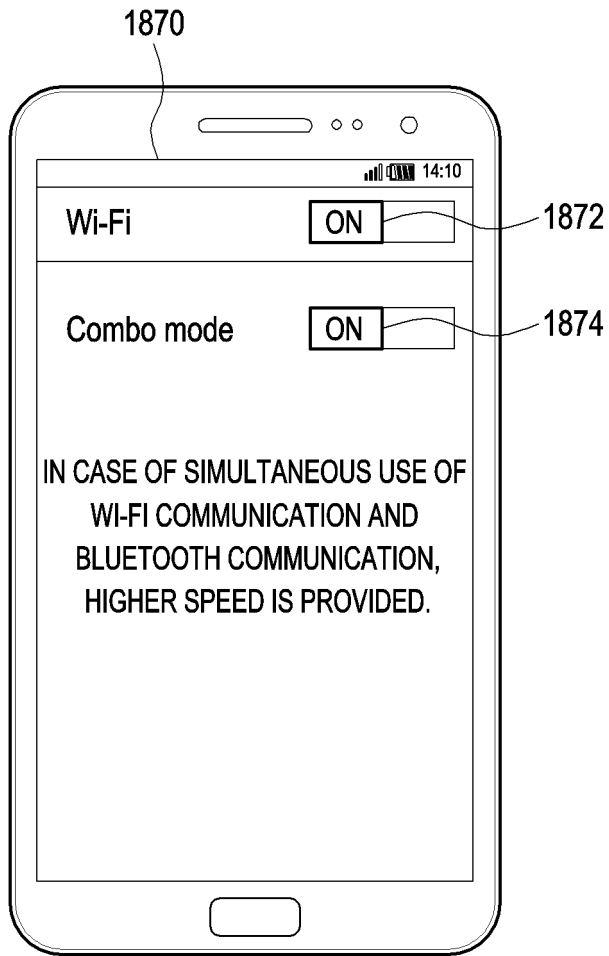 1870
14:10
Wi-Fi ON 1872
Combo mode ON 1874
IN CASE OF SIMULTANEOUS USE OF
WI-FI COMMUNICATION AND
BLUETOOTH COMMUNICATION,
HIGHER SPEED IS PROVIDED.